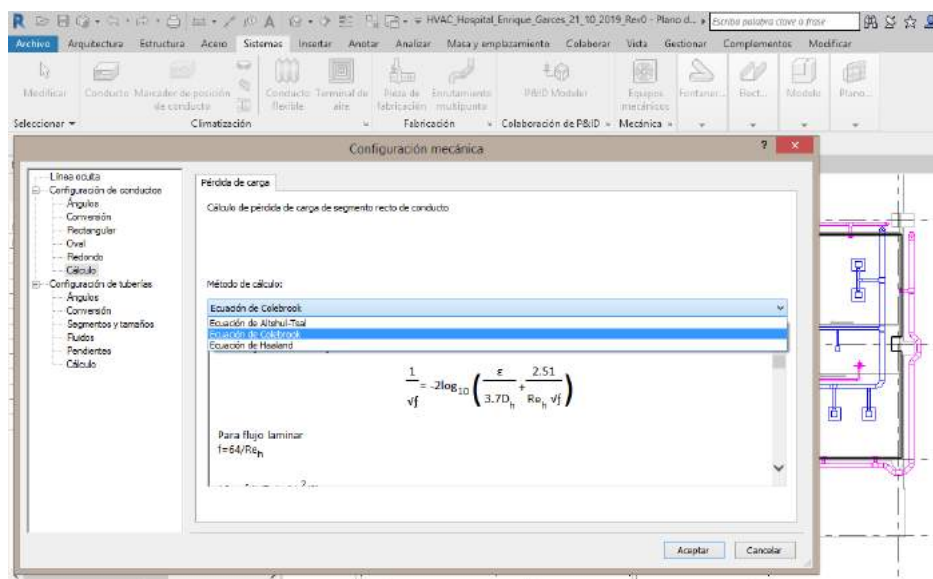 HVAC_Hospital_Enrique_Garces_21_10_2019_Rev0 - Plano d...
Escriba palabra clave o frase
Archivo Arquitectura Estructura Acero Sistemas Insertar Anotar Analizar Masa y emplazamiento Colaborar Vista Gestionar Complementos Modificar
Modificar
Conducto
Marcador de posición de conducto
Conducto flexible
Terminal de aire
Pieza de fabricación
Enrutamiento multipunto
P&ID Modeler
Equipos mecánicos
Fontaner...
Elect...
Modelo
Plano...
Seleccionar
Climatización
Fabricación
Colaboración de P&ID
Mecánica
Configuración mecánica
?
Línea oculta
Configuración de conductos
Ángulos
Conversión
Rectangular
Oval
Redondo
Cálculo
Configuración de tuberías
Ángulos
Conversión
Segmentos y tamaños
Fluidos
Pendientes
Cálculo
Pérdida de carga
Cálculo de pérdida de carga de segmento recto de conducto
Método de cálculo:
Ecuación de Colebrook
Ecuación de Altshul-Tsal
Ecuación de Colebrook
Ecuación de Haaland
1/√f = -2log₁₀ ( ε/3.7Dₕ + 2.51/Reₕ √f )
Para flujo laminar
f=64/Reₕ
Aceptar
Cancelar